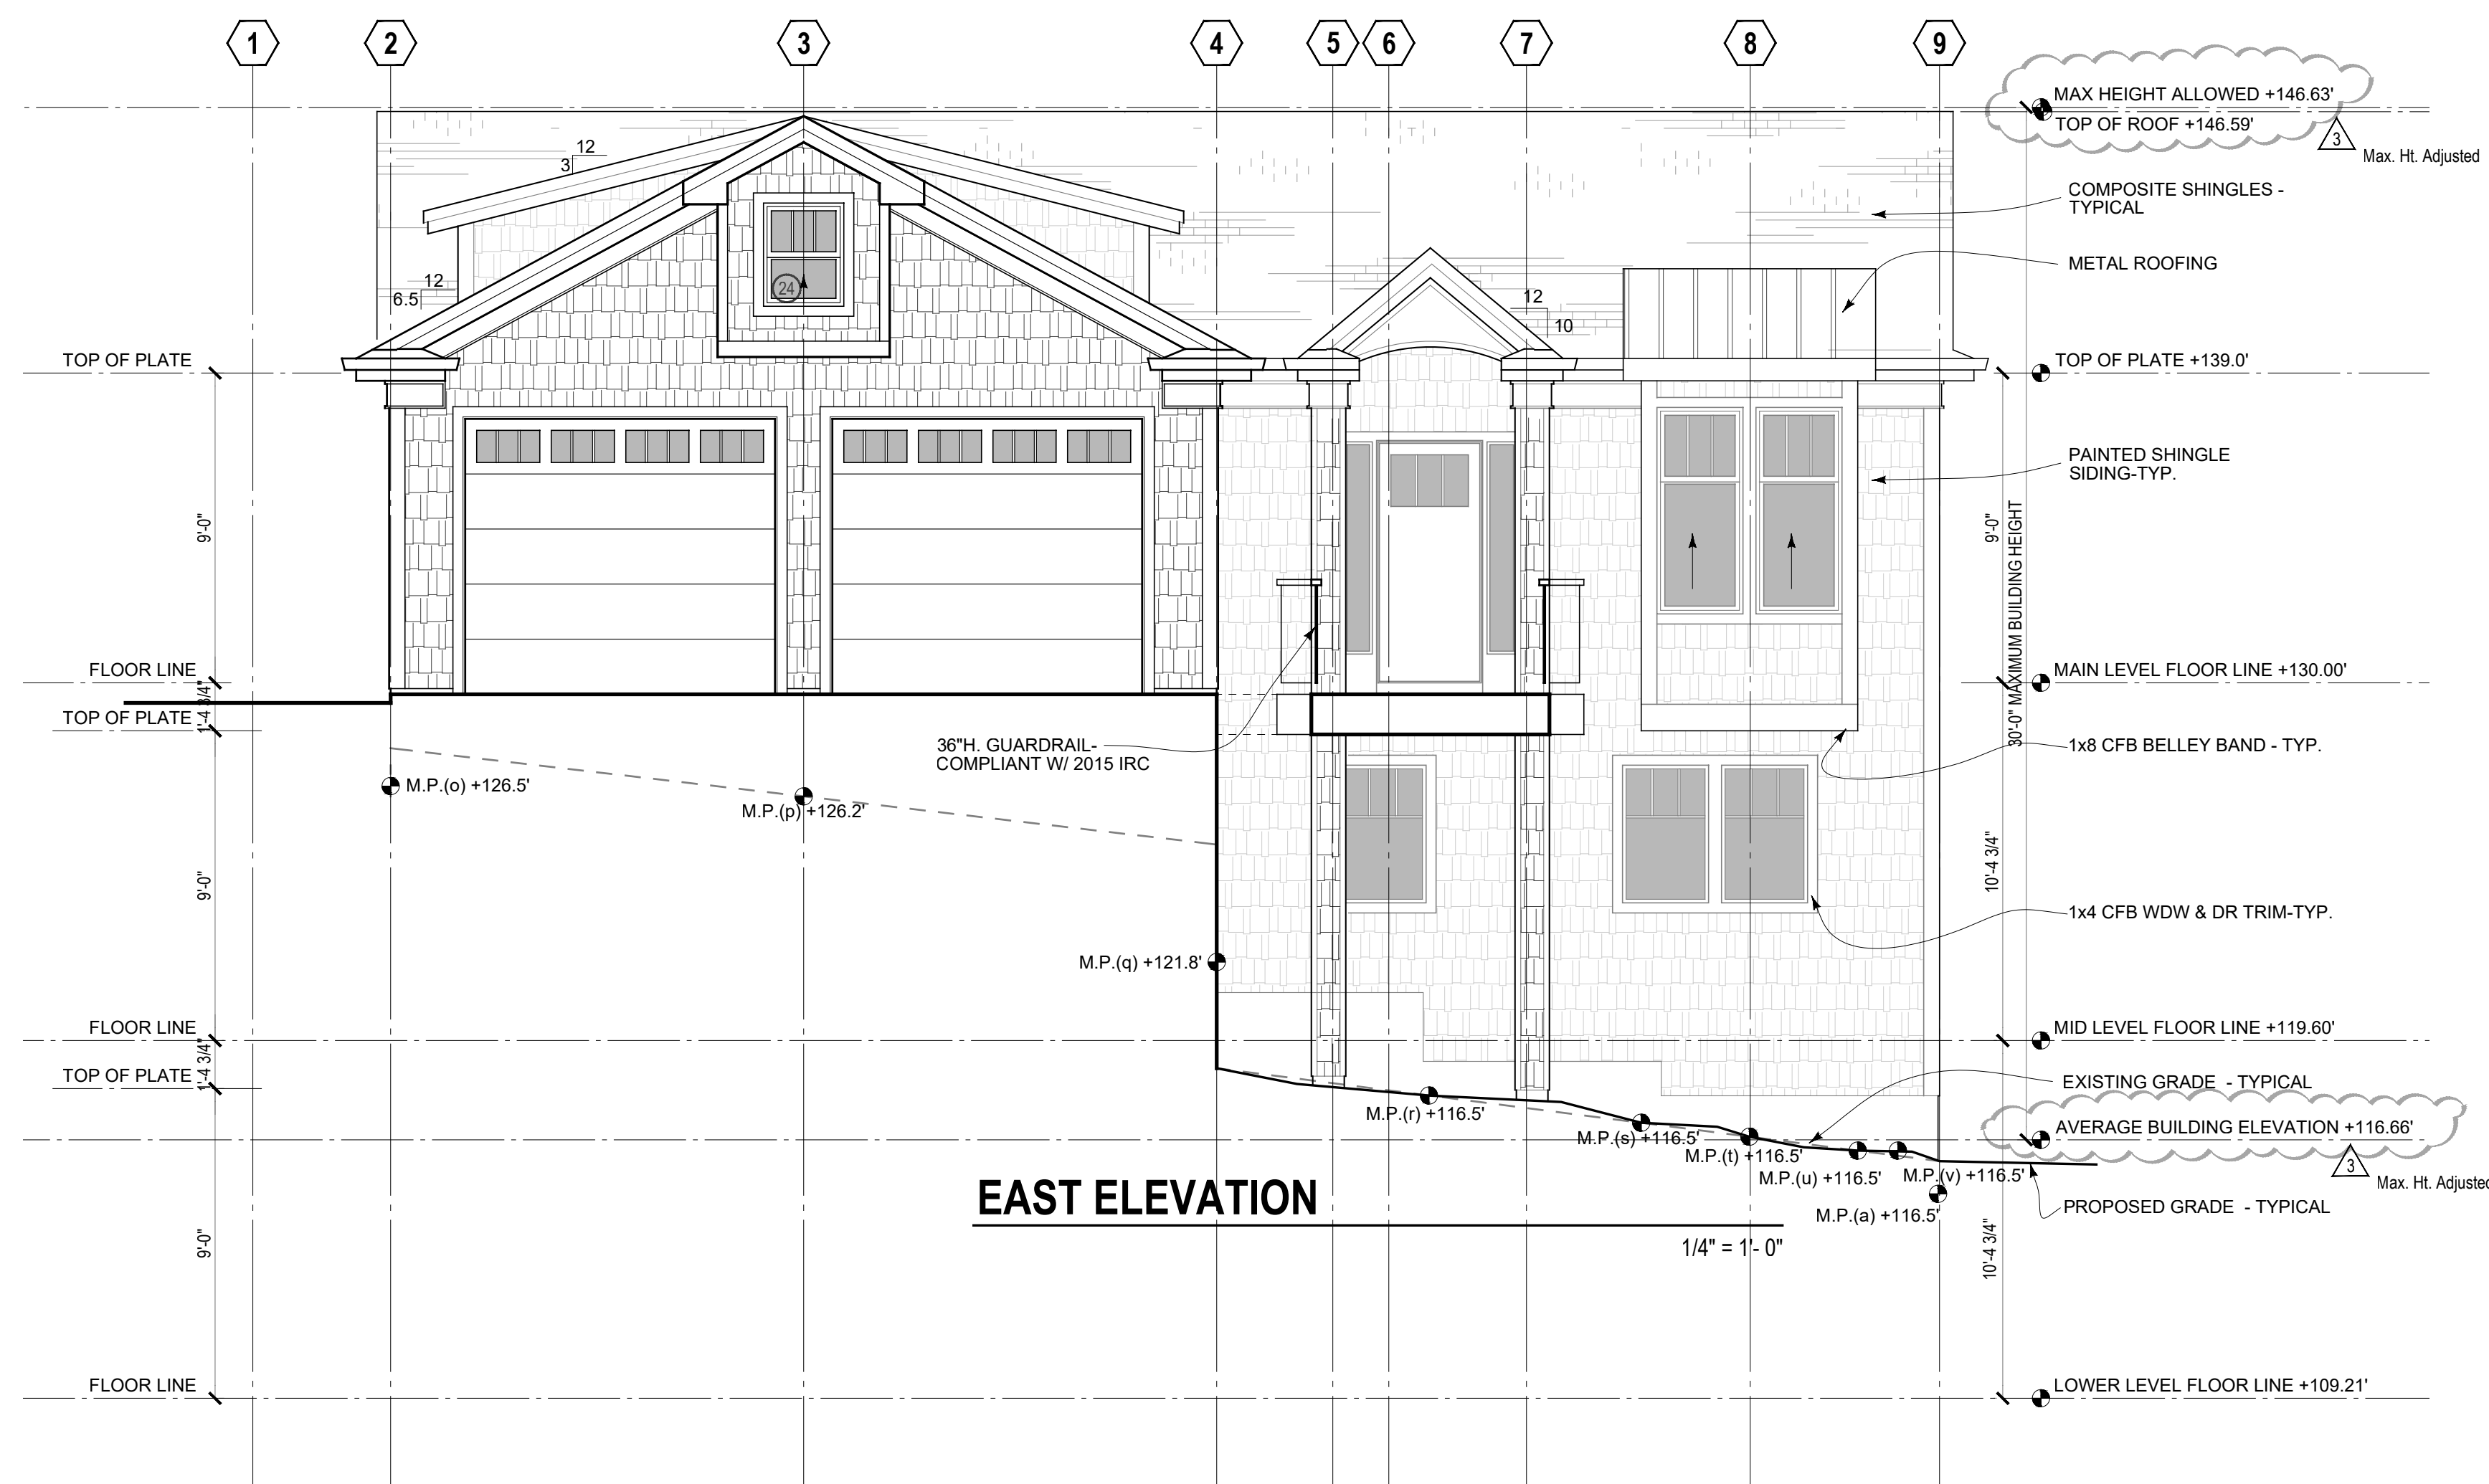 1
2
3
4
5
6
7
8
9
MAX HEIGHT ALLOWED +146.63'
TOP OF ROOF +146.59'
3
Max. Ht. Adjusted
12
3
COMPOSITE SHINGLES -
TYPICAL
METAL ROOFING
24
12
6.5
12
10
TOP OF PLATE
TOP OF PLATE +139.0'
PAINTED SHINGLE
SIDING-TYP.
9'-0"
9'-0"
30'-0" MAXIMUM BUILDING HEIGHT
FLOOR LINE
MAIN LEVEL FLOOR LINE +130.00'
1'-4 3/4"
TOP OF PLATE
36"H. GUARDRAIL-
COMPLIANT W/ 2015 IRC
1x8 CFB BELLEY BAND - TYP.
M.P.(o) +126.5'
M.P.(p) +126.2'
9'-0"
10'-4 3/4"
1x4 CFB WDW & DR TRIM-TYP.
M.P.(q) +121.8'
FLOOR LINE
MID LEVEL FLOOR LINE +119.60'
1'-4 3/4"
TOP OF PLATE
EXISTING GRADE - TYPICAL
M.P.(r) +116.5'
M.P.(s) +116.5'
M.P.(t) +116.5'
M.P.(u) +116.5'
M.P.(v) +116.5'
M.P.(a) +116.5'
AVERAGE BUILDING ELEVATION +116.66'
3
Max. Ht. Adjusted
PROPOSED GRADE - TYPICAL
EAST ELEVATION
1/4" = 1'- 0"
9'-0"
10'-4 3/4"
FLOOR LINE
LOWER LEVEL FLOOR LINE +109.21'